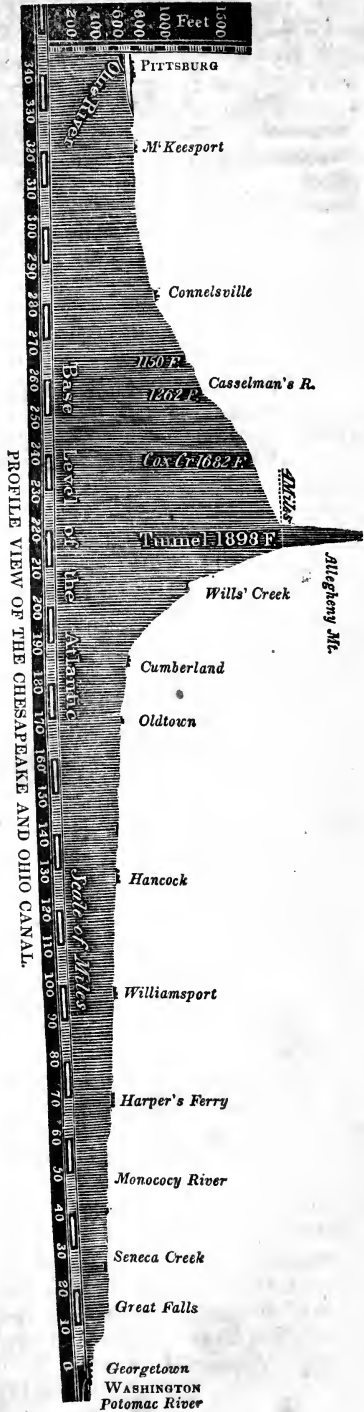 Feet
200
400
600
800
1000
1500
PITTSBURG
Ohio River
McKeesport
Connelsville
1150 F.
Casselman's R.
1262 F.
Cox Cr 1682 F.
4 Miles
Tunnel 1898 F
Allegheny Mt.
Wills' Creek
Cumberland
Oldtown
Hancock
Williamsport
Harper's Ferry
Monococy River
Seneca Creek
Great Falls
Georgetown
WASHINGTON
Potomac River
Base Level of the Atlantic
Scale of Miles
340 330 320 310 300 290 280 270 260 250 240 230 220 210 200 190 180 170 160 150 140 130 120 110 100 90 80 70 60 50 40 30 20 10 0
PROFILE VIEW OF THE CHESAPEAKE AND OHIO CANAL.